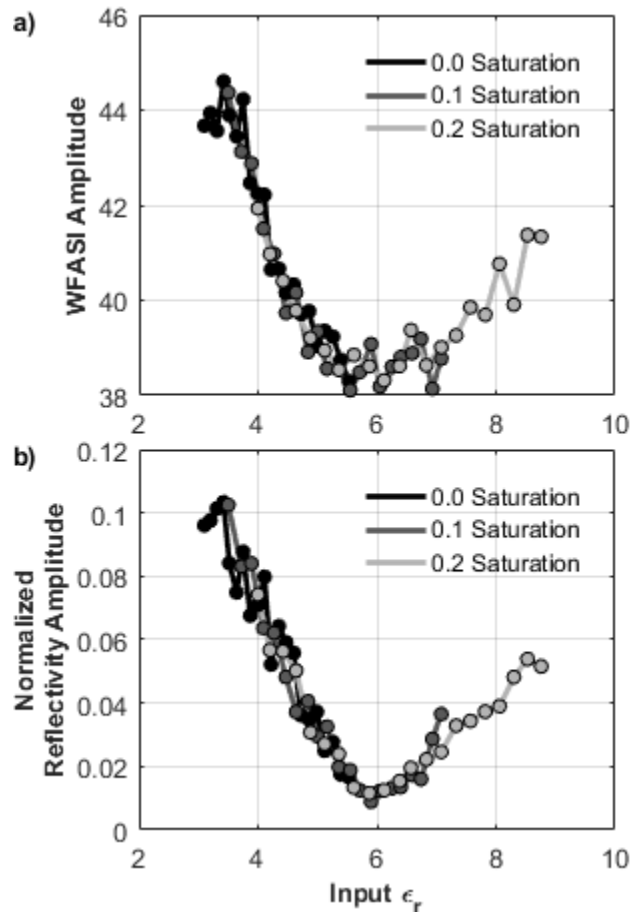 a)
46
44
42
40
38
WFASI Amplitude
0.0 Saturation
0.1 Saturation
0.2 Saturation
2 4 6 8 10
b)
0.12
0.1
0.08
0.06
0.04
0.02
0
Normalized
Reflectivity Amplitude
0.0 Saturation
0.1 Saturation
0.2 Saturation
2 4 6 8 10
Input ϵr